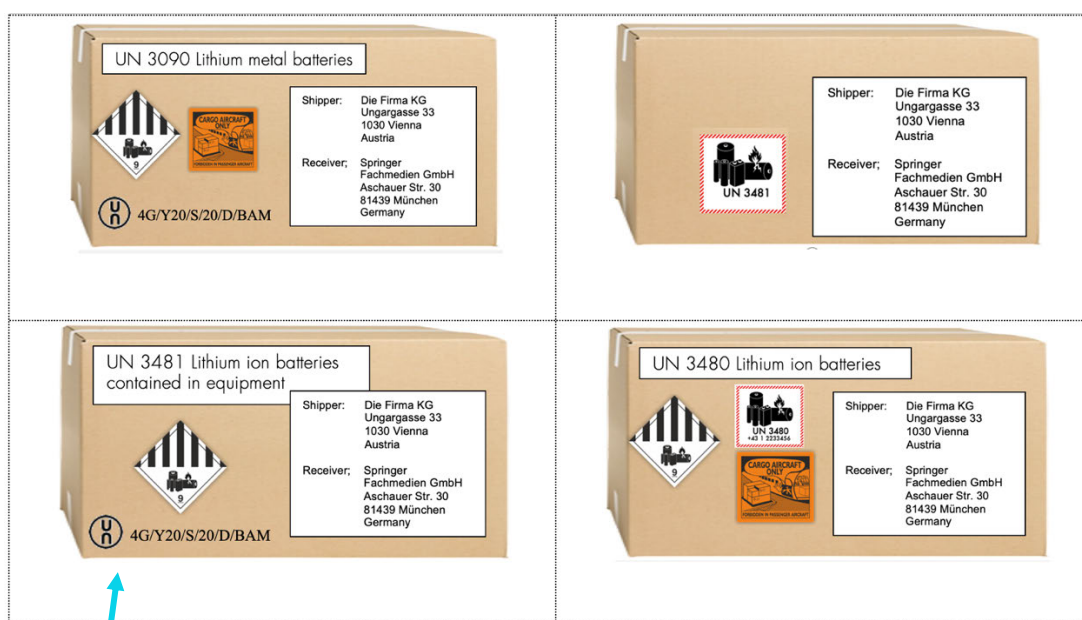 UN 3090 Lithium metal batteries
CARGO AIRCRAFT
ONLY
FORBIDDEN IN PASSENGER AIRCRAFT
9
Shipper: Die Firma KG
Ungargasse 33
1030 Vienna
Austria
Receiver; Springer
Fachmedien GmbH
Aschauer Str. 30
81439 München
Germany
un 4G/Y20/S/20/D/BAM
UN 3481
Shipper: Die Firma KG
Ungargasse 33
1030 Vienna
Austria
Receiver; Springer
Fachmedien GmbH
Aschauer Str. 30
81439 München
Germany
UN 3481 Lithium ion batteries
contained in equipment
9
Shipper: Die Firma KG
Ungargasse 33
1030 Vienna
Austria
Receiver; Springer
Fachmedien GmbH
Aschauer Str. 30
81439 München
Germany
un 4G/Y20/S/20/D/BAM
UN 3480 Lithium ion batteries
UN 3480
+43 1 2233456
9
CARGO AIRCRAFT
ONLY
FORBIDDEN IN PASSENGER AIRCRAFT
Shipper: Die Firma KG
Ungargasse 33
1030 Vienna
Austria
Receiver; Springer
Fachmedien GmbH
Aschauer Str. 30
81439 München
Germany